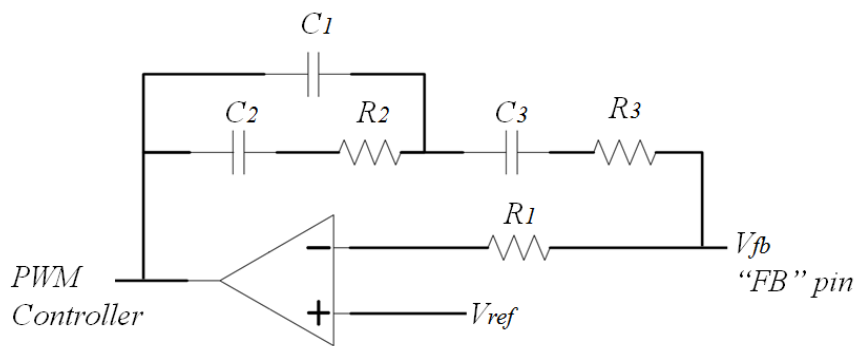 C1
C2
R2
C3
R3
R1
Vfb
"FB" pin
PWM
Controller
Vref